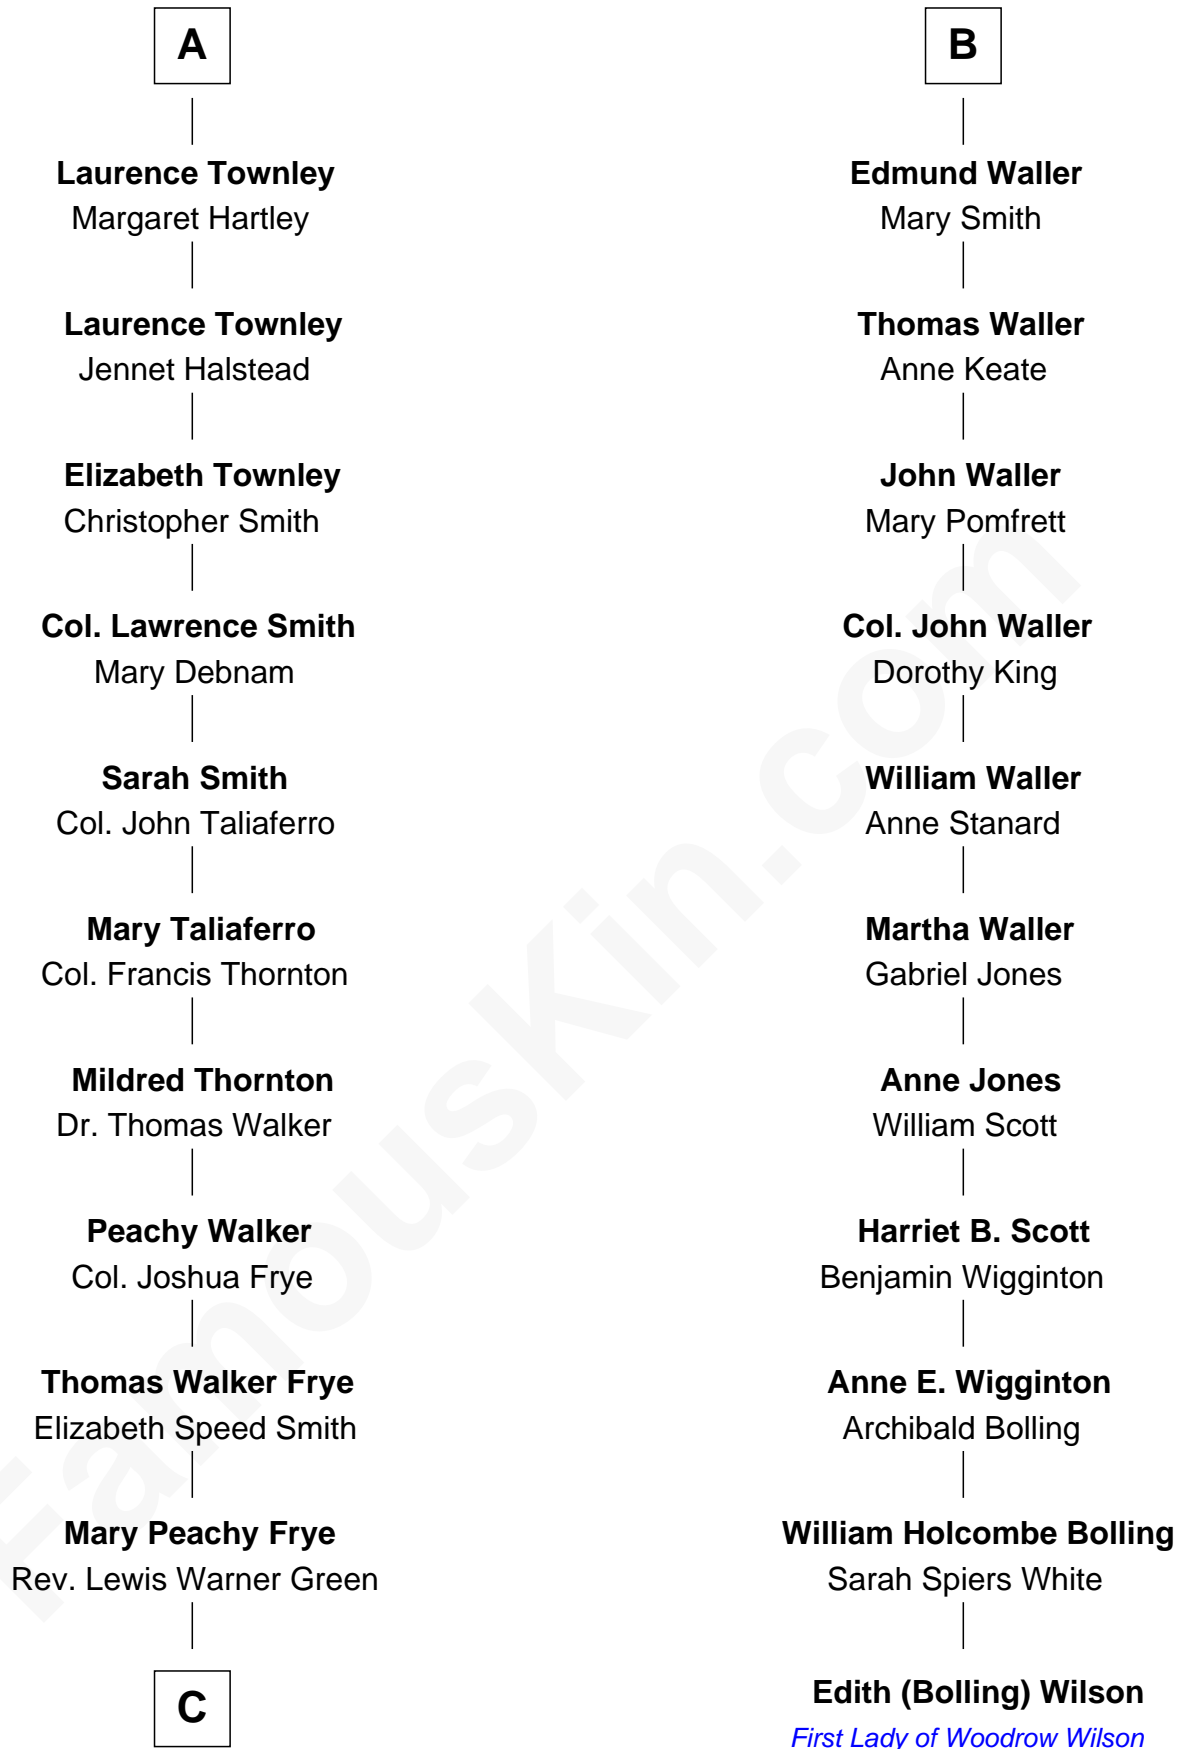 A
Laurence Townley
Margaret Hartley
Laurence Townley
Jennet Halstead
Elizabeth Townley
Christopher Smith
Col. Lawrence Smith
Mary Debnam
Sarah Smith
Col. John Taliaferro
Mary Taliaferro
Col. Francis Thornton
Mildred Thornton
Dr. Thomas Walker
Peachy Walker
Col. Joshua Frye
Thomas Walker Frye
Elizabeth Speed Smith
Mary Peachy Frye
Rev. Lewis Warner Green
C
B
Edmund Waller
Mary Smith
Thomas Waller
Anne Keate
John Waller
Mary Pomfrett
Col. John Waller
Dorothy King
William Waller
Anne Stanard
Martha Waller
Gabriel Jones
Anne Jones
William Scott
Harriet B. Scott
Benjamin Wigginton
Anne E. Wigginton
Archibald Bolling
William Holcombe Bolling
Sarah Spiers White
Edith (Bolling) Wilson
First Lady of Woodrow Wilson
FamousKin.com